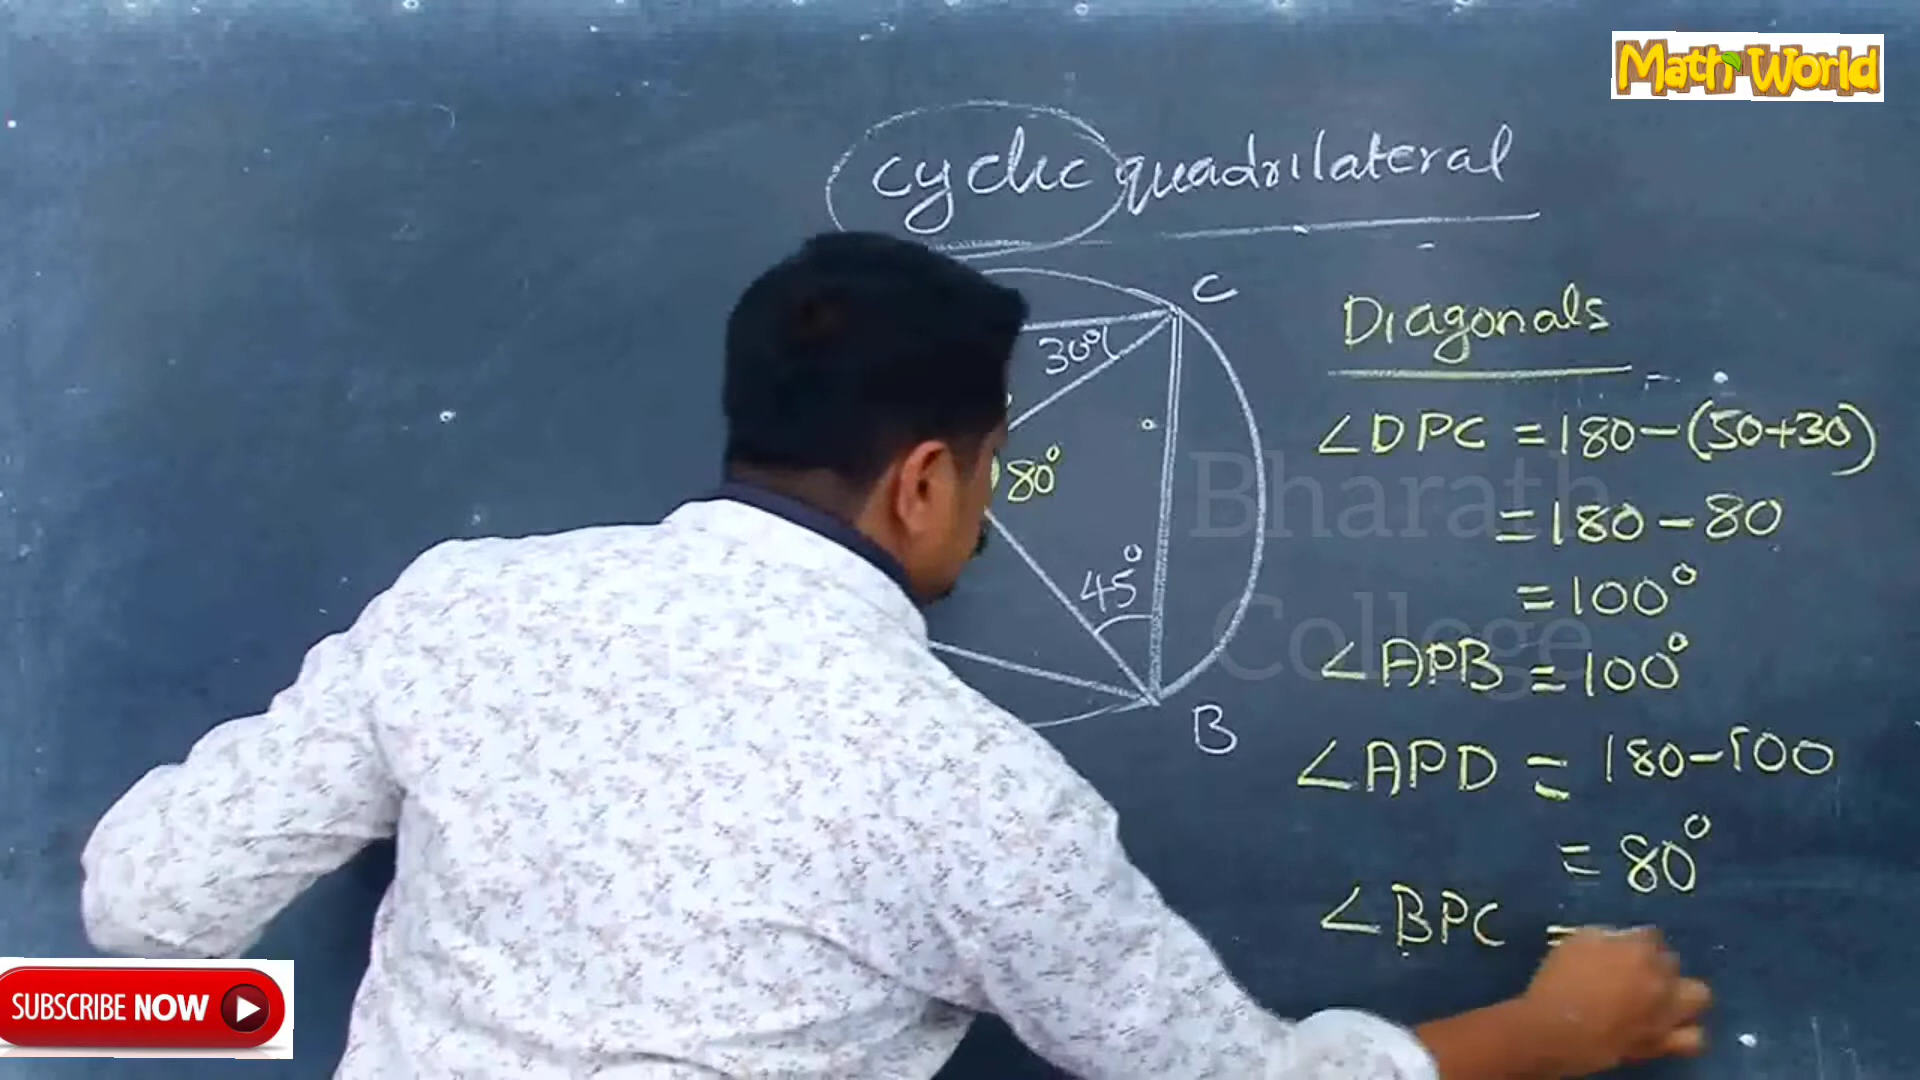 Math World
cyclic quadrilateral
C
Diagonals
30°
∠DPC = 180 - (50+30)
80°
Bharath
= 180 - 80
45°
= 100°
College
∠APB = 100°
B
∠APD = 180 - 100
= 80°
∠BPC =
SUBSCRIBE NOW